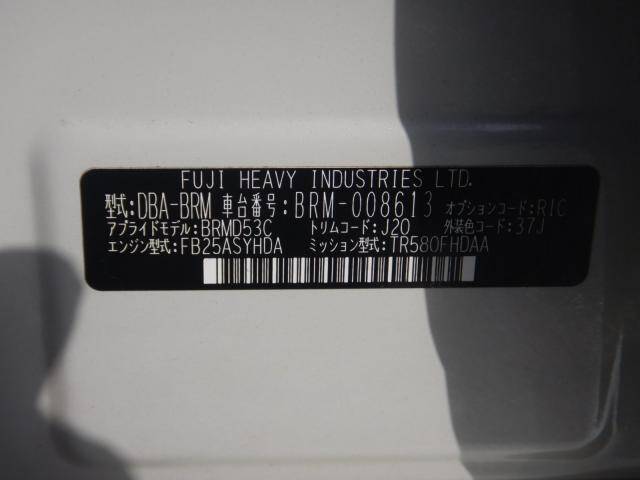 FUJI HEAVY INDUSTRIES LTD.
型式:DBA-BRM 車台番号:BRM-008613 オプションコード:RIC
アプライドモデル:BRMD53C トリムコード:J20 外装色コード:37J
エンジン型式:FB25ASYHDA ミッション型式:TR580FHDAA